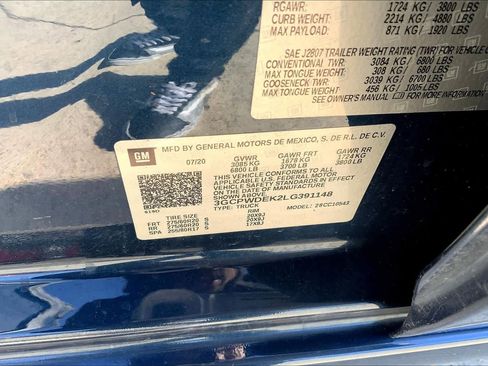 RGAWR: 1724 KG / 3800 LBS
CURB WEIGHT: 2214 KG / 4880 LBS
MAX PAYLOAD: 871 KG / 1920 LBS
SAE J2807 TRAILER WEIGHT RATING (TWR) FOR VEHICLE
CONVENTIONAL TWR: 3084 KG / 6800 LBS
MAX TONGUE WEIGHT: 308 KG / 680 LBS
GOOSENECK TWR: 3039 KG / 6700 LBS
MAX TONGUE WEIGHT: 456 KG / 1005 LBS
SEE OWNER'S MANUAL FOR
GM
MFD BY GENERAL MOTORS DE MEXICO, S. DE R.L. DE C.V.
07/20 GVWR GAWR FRT GAWR RR
3085 KG 1678 KG 1724 KG
6800 LB 3700 LB 3800 LB
THIS VEHICLE CONFORMS TO ALL APPLICABLE
U.S. FEDERAL MOTOR VEHICLE SAFETY
STANDARDS IN EFFECT ON THE DATE OF
MANUFACTURE SHOWN ABOVE
3GCPWDEK2LG391148
TYPE: TRUCK MODEL:
TIRE SIZE RIM
FRT 275/60R20 S 20X9J
RR 275/60R20 S 20X9J
SPA 255/80R17 S 17X8J